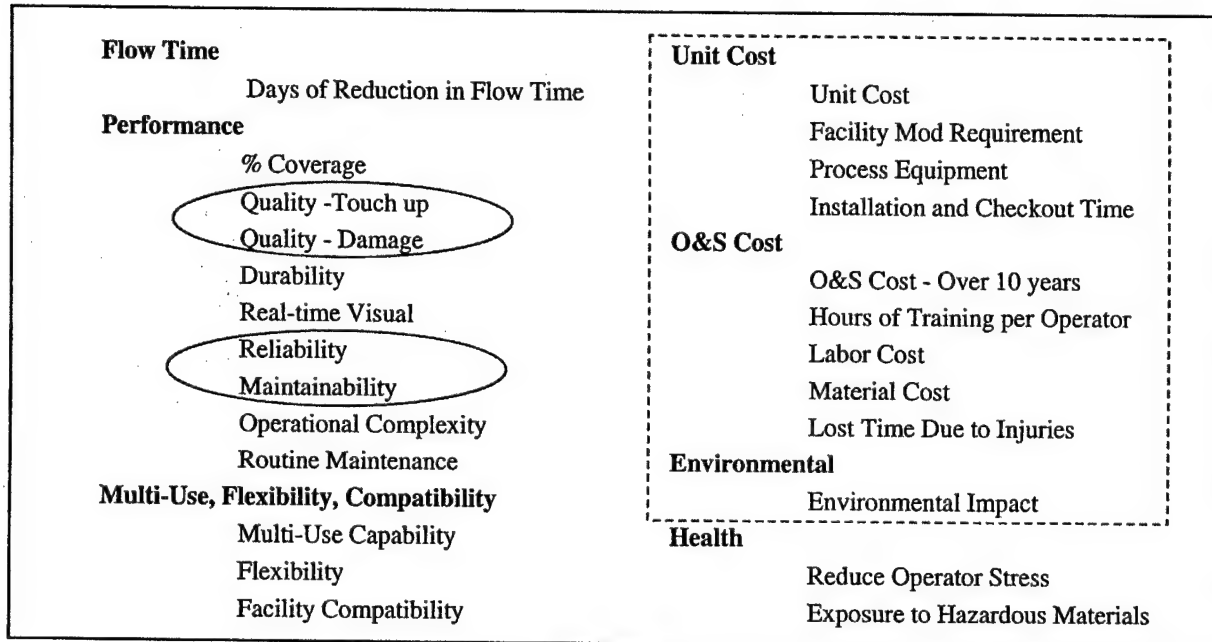 Flow Time
Days of Reduction in Flow Time
Performance
% Coverage
Quality -Touch up
Quality - Damage
Durability
Real-time Visual
Reliability
Maintainability
Operational Complexity
Routine Maintenance
Multi-Use, Flexibility, Compatibility
Multi-Use Capability
Flexibility
Facility Compatibility
Unit Cost
Unit Cost
Facility Mod Requirement
Process Equipment
Installation and Checkout Time
O&S Cost
O&S Cost - Over 10 years
Hours of Training per Operator
Labor Cost
Material Cost
Lost Time Due to Injuries
Environmental
Environmental Impact
Health
Reduce Operator Stress
Exposure to Hazardous Materials